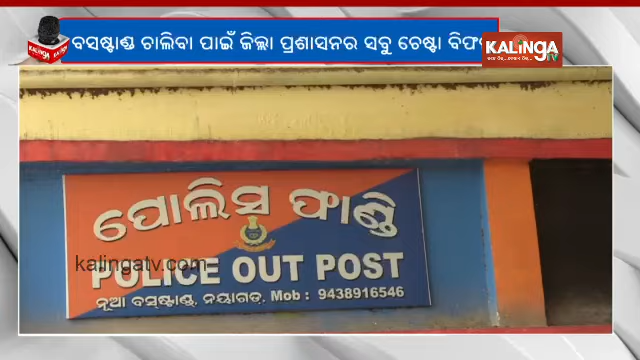 ବସଷ୍ଟାଣ୍ଡ ଚାଲିବା ପାଇଁ ଜିଲ୍ଲା ପ୍ରଶାସନର ସବୁ ଚେଷ୍ଟା
KALINGA TV
ପୋଲିସ ଫାଣ୍ଡି
kalingatv.com
POLICE OUT POST
ନୂଆ ବସଷ୍ଟାଣ୍ଡ, ନୟାଗଡ଼, Mob : 9438916546